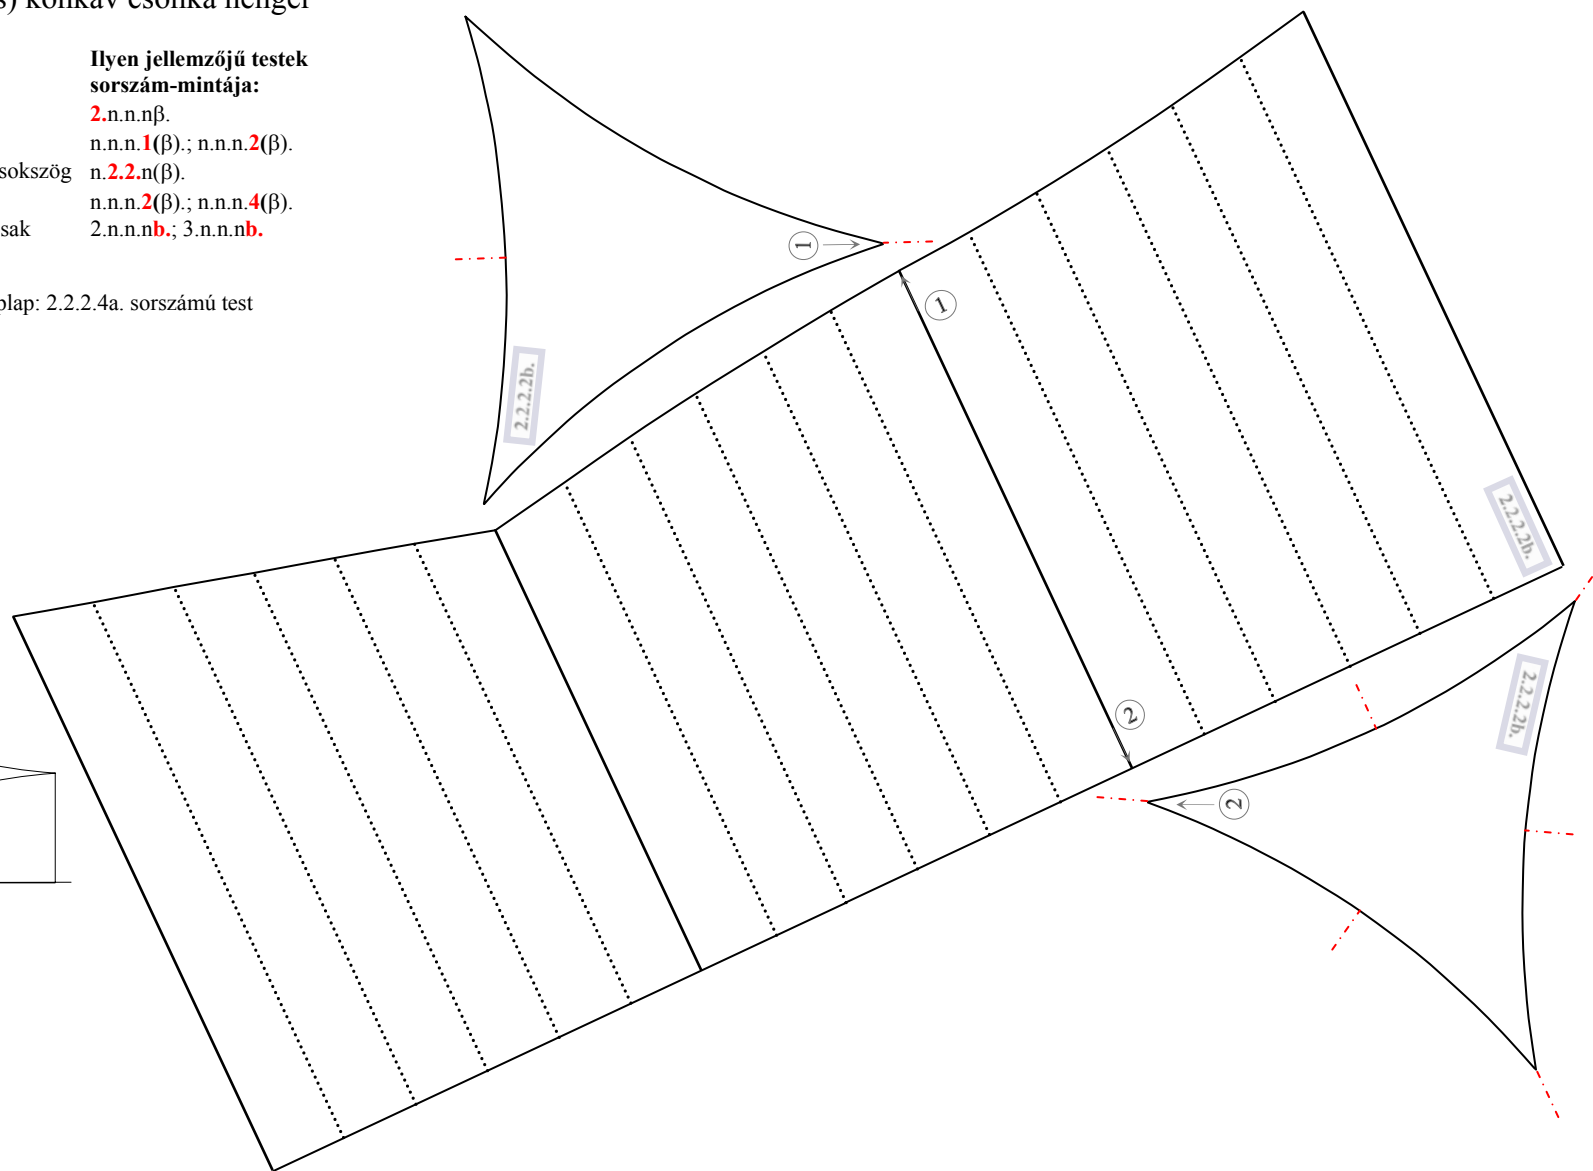 konkáv csonka henger
Ilyen jellemzőjű testek
sorszám-mintája:
2.n.n.nβ.
n.n.n.1(β).; n.n.n.2(β).
sokszög n.2.2.n(β).
n.n.n.2(β).; n.n.n.4(β).
2.n.n.nb.; 3.n.n.nb.
2.2.2.4a. sorszámú test
1
1
2.2.2.2b.
2.2.2.2b.
2.2.2.2b.
2
2